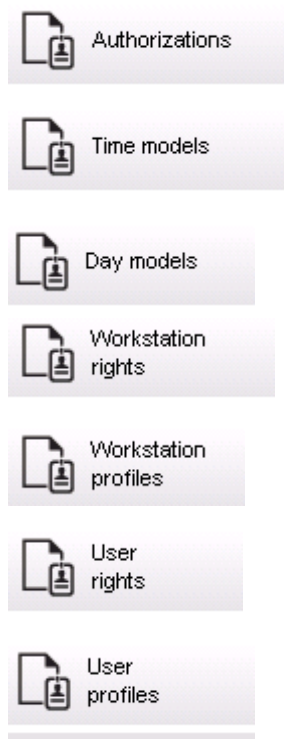 Authorizations
Time models
Day models
Workstation
rights
Workstation
profiles
User
rights
User
profiles